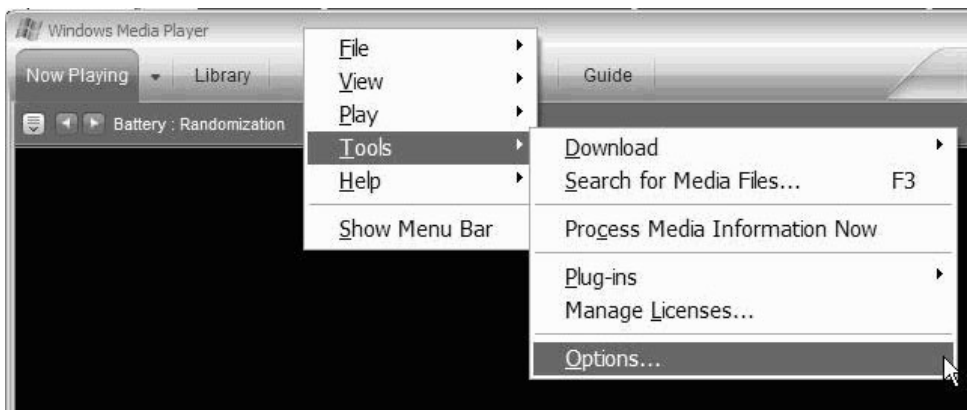 Windows Media Player
Now Playing Library Guide
Battery : Randomization
File
View
Play
Tools
Help
Show Menu Bar
Download
Search for Media Files... F3
Process Media Information Now
Plug-ins
Manage Licenses...
Options...